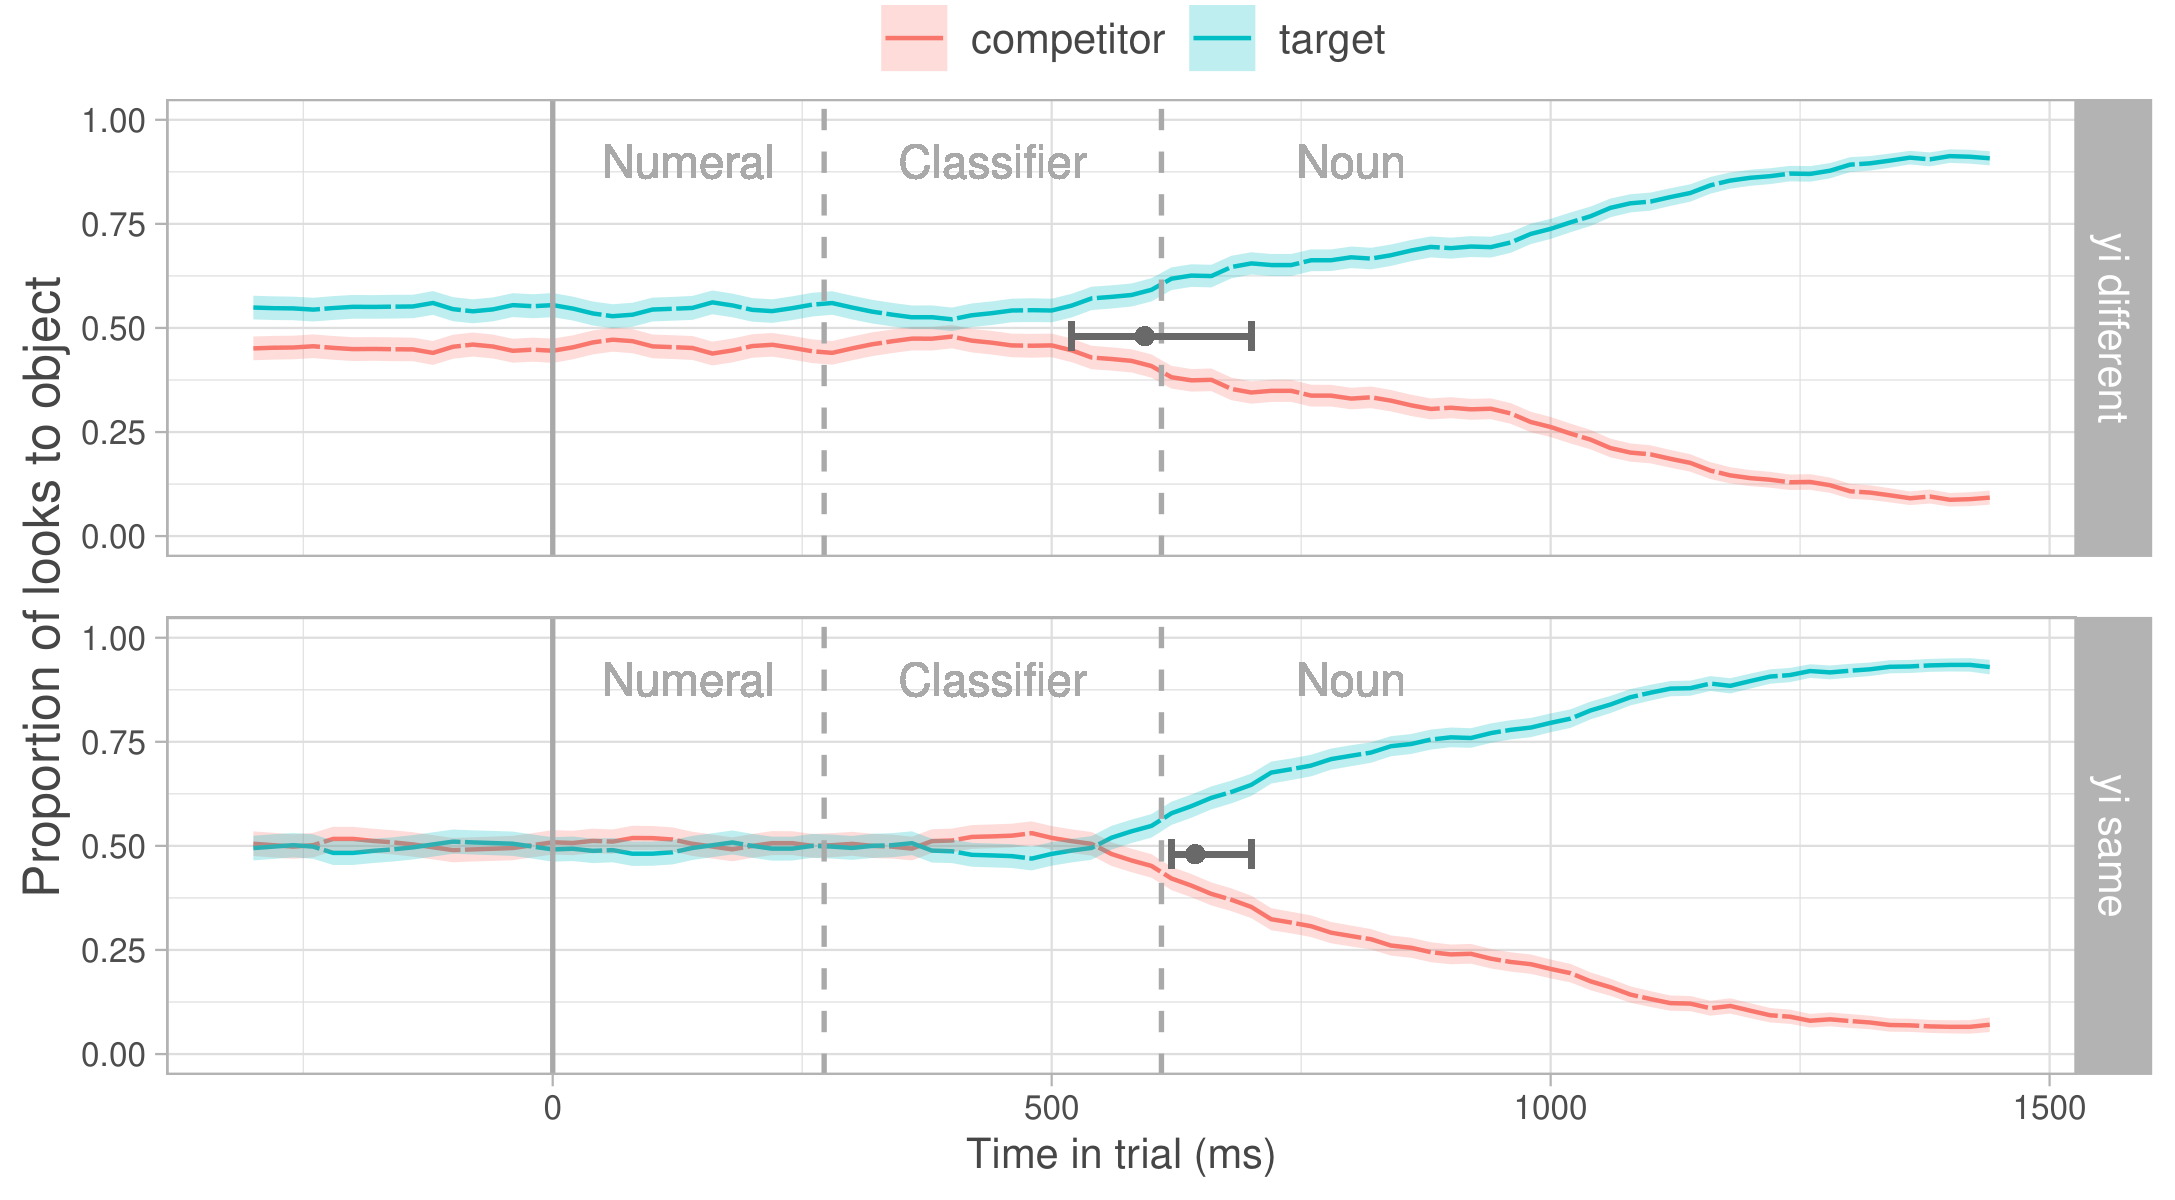 competitor target
Proportion of looks to object
1.00
0.75
0.50
0.25
0.00
Numeral Classifier Noun
yi different
1.00
0.75
0.50
0.25
0.00
Numeral Classifier Noun
yi same
0 500 1000 1500
Time in trial (ms)